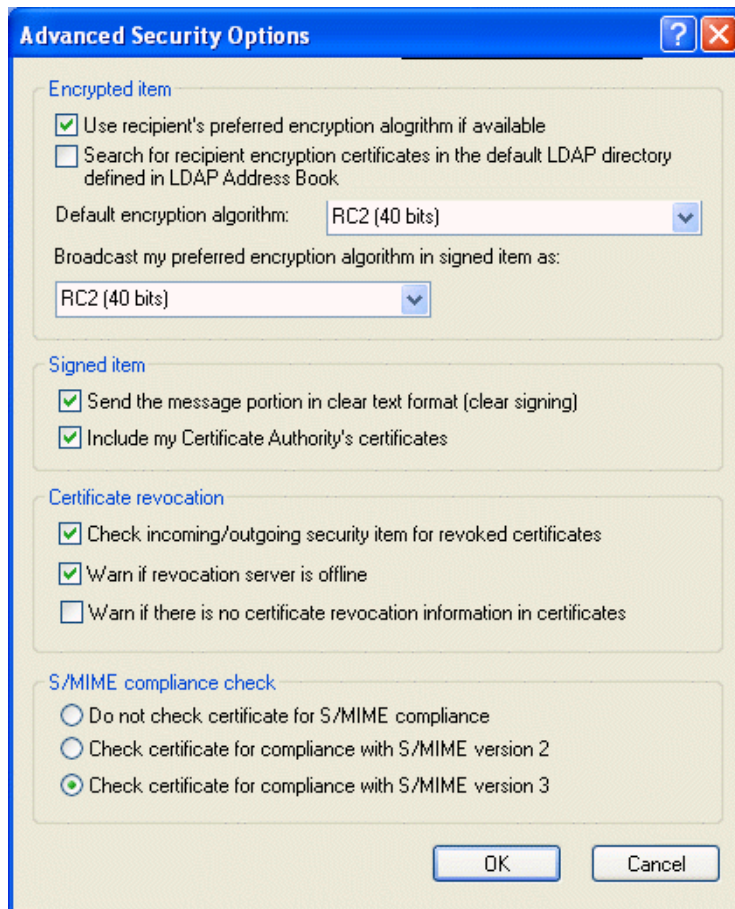 Advanced Security Options
Encrypted item
Use recipient's preferred encryption alogrithm if available
Search for recipient encryption certificates in the default LDAP directory
defined in LDAP Address Book
Default encryption algorithm: RC2 (40 bits)
Broadcast my preferred encryption algorithm in signed item as:
RC2 (40 bits)
Signed item
Send the message portion in clear text format (clear signing)
Include my Certificate Authority's certificates
Certificate revocation
Check incoming/outgoing security item for revoked certificates
Warn if revocation server is offline
Warn if there is no certificate revocation information in certificates
S/MIME compliance check
Do not check certificate for S/MIME compliance
Check certificate for compliance with S/MIME version 2
Check certificate for compliance with S/MIME version 3
OK Cancel